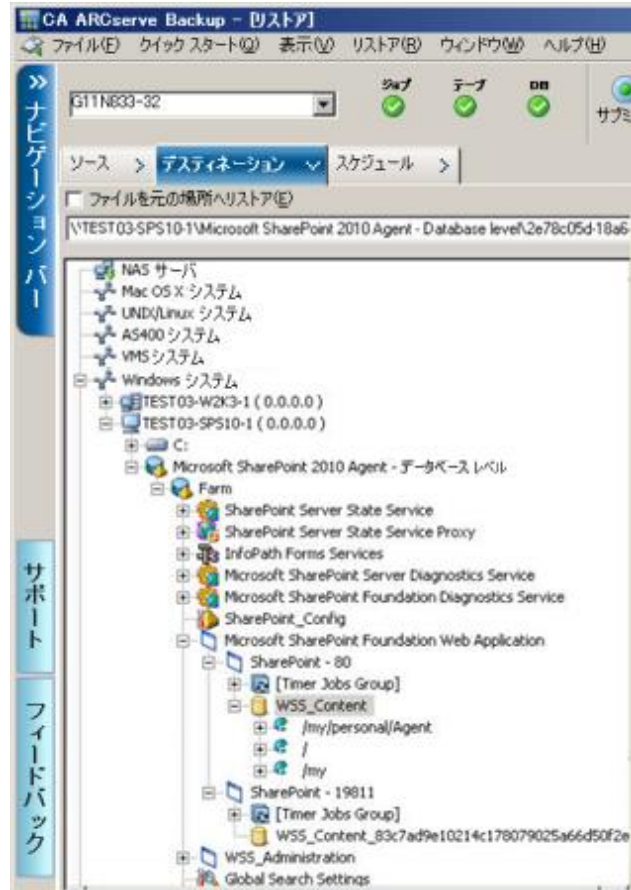 CA ARCserve Backup - [リストア]
ファイル(F) クイック スタート(Q) 表示(V) リストア(R) ウィンドウ(W) ヘルプ(H)
ジョブ テープ DB
G11N833-32
サブミ
ソース > デスティネーション スケジュール >
ファイルを元の場所へリストア(E)
\\TEST03-SPS10-1\Microsoft SharePoint 2010 Agent - Database level\2e78c05d-18a6-
NAS サーバ
Mac OS X システム
UNIX/Linux システム
AS400 システム
VMS システム
Windows システム
TEST03-W2K3-1 ( 0.0.0.0 )
TEST03-SPS10-1 ( 0.0.0.0 )
C:
Microsoft SharePoint 2010 Agent - データベース レベル
Farm
SharePoint Server State Service
SharePoint Server State Service Proxy
InfoPath Forms Services
Microsoft SharePoint Server Diagnostics Service
Microsoft SharePoint Foundation Diagnostics Service
SharePoint_Config
Microsoft SharePoint Foundation Web Application
SharePoint - 80
[Timer Jobs Group]
WSS_Content
/my/personal/Agent
/
/my
SharePoint - 19811
[Timer Jobs Group]
WSS_Content_83c7ad9e10214c178079025a66d50f2e
WSS_Administration
Global Search Settings
» ナビゲーション バー
サポート
フィードバック